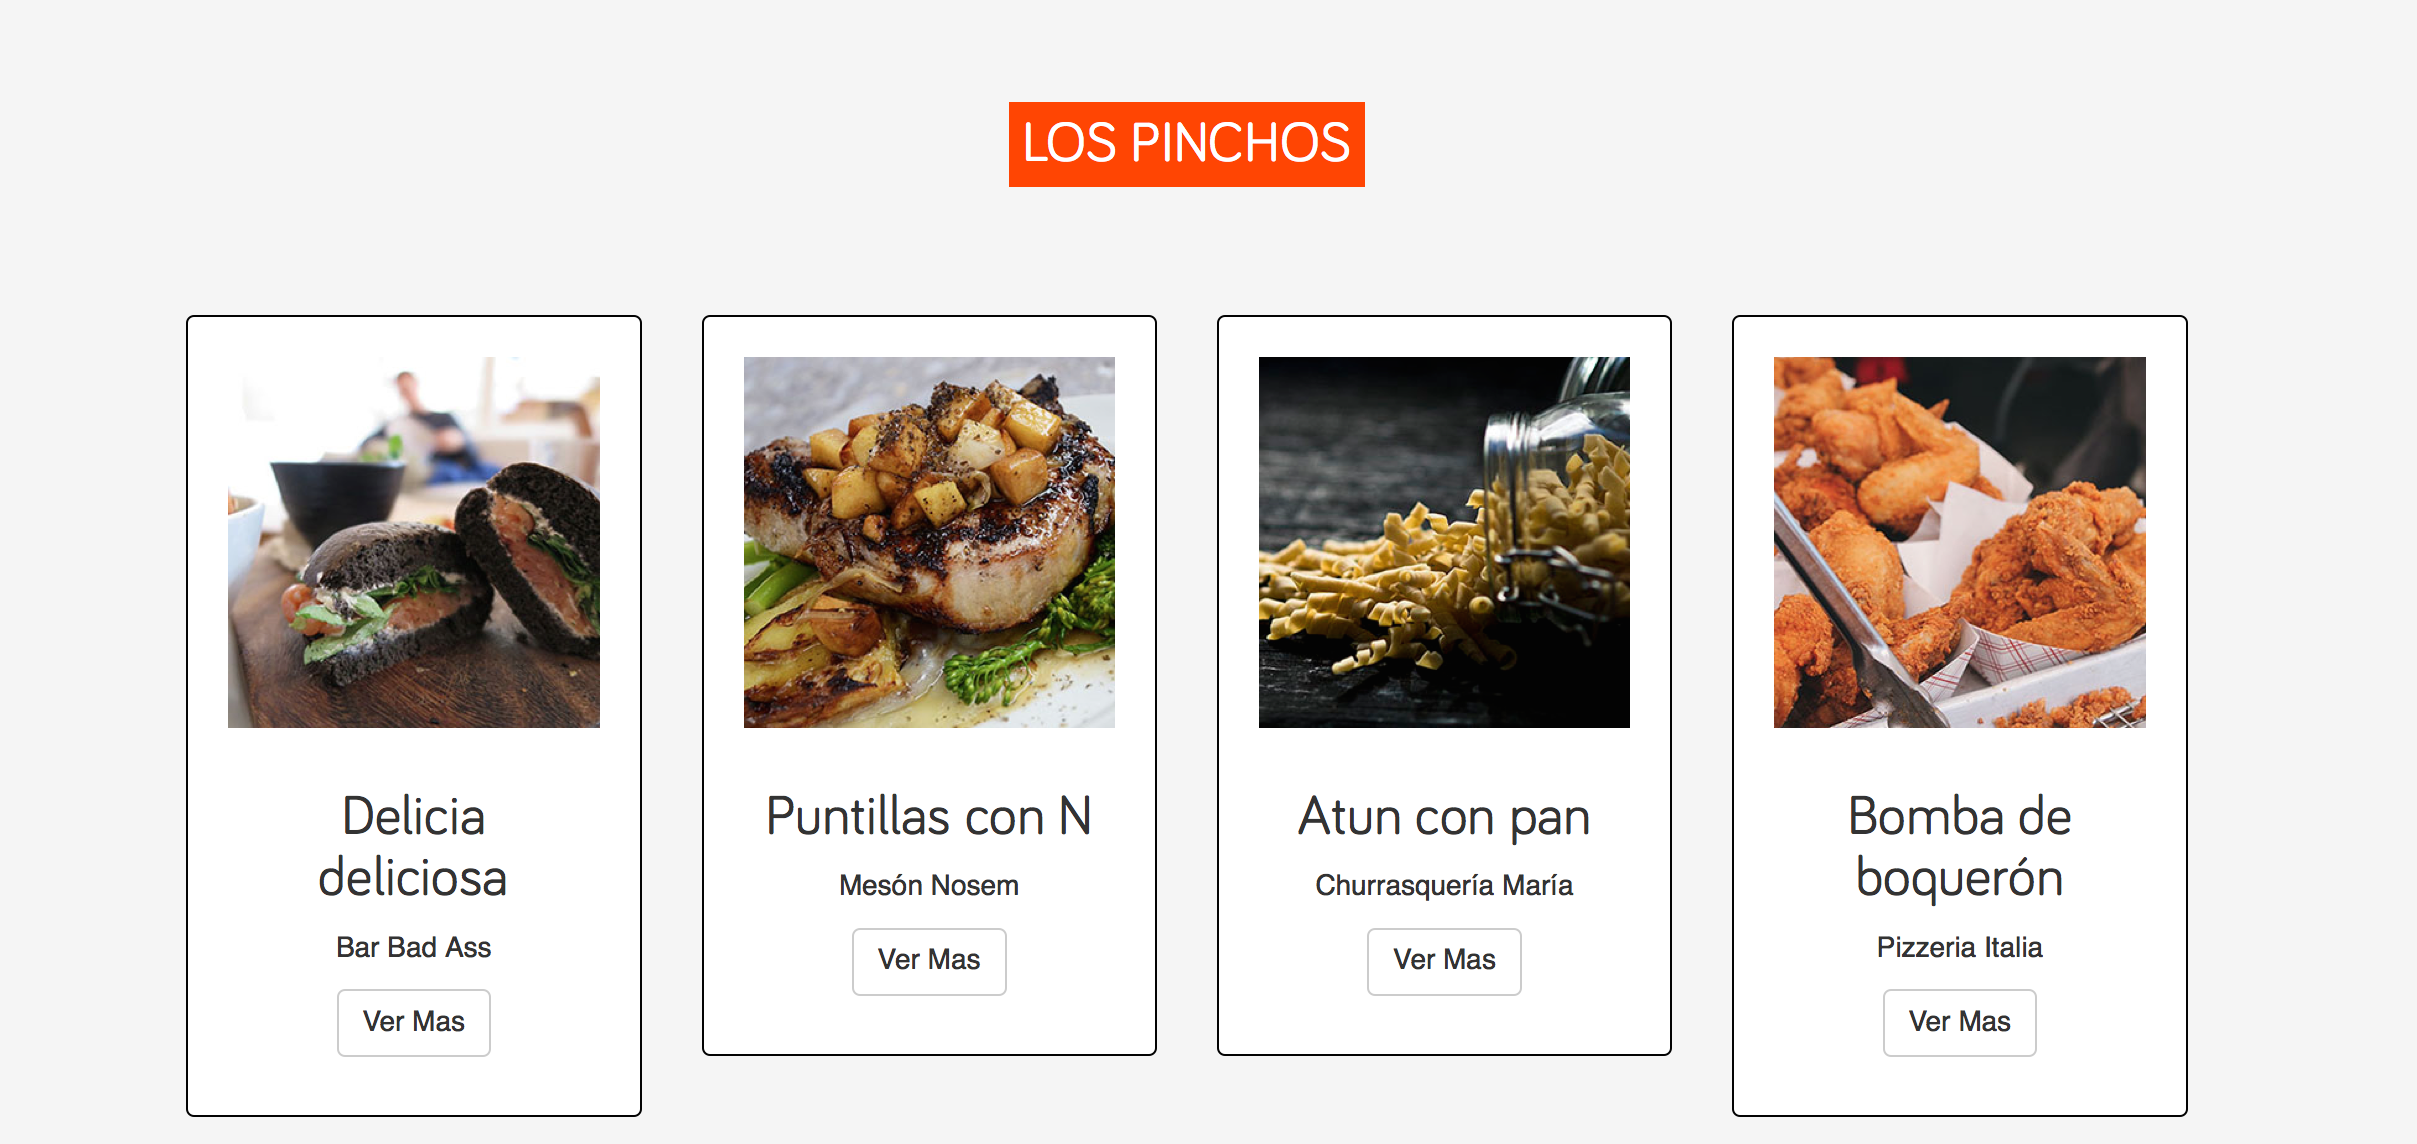 LOS PINCHOS
Delicia
deliciosa
Bar Bad Ass
Ver Mas
Puntillas con N
Mesón Nosem
Ver Mas
Atun con pan
Churrasquería María
Ver Mas
Bomba de
boquerón
Pizzeria Italia
Ver Mas